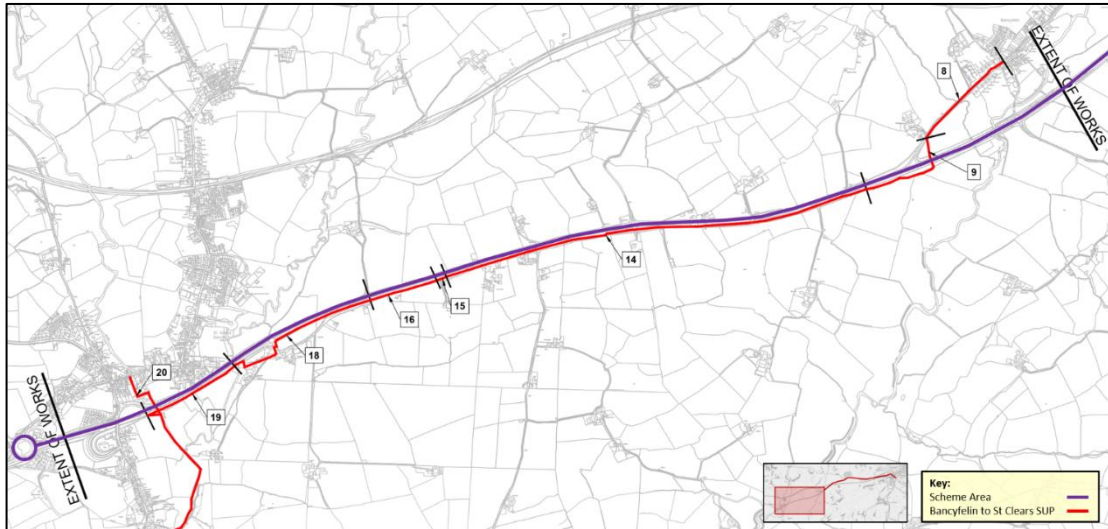 Bancyfelin
EXTENT OF WORKS
8
9
14
15
16
18
20
19
EXTENT OF WORKS
Key:
Scheme Area
Bancyfelin to St Clears SUP